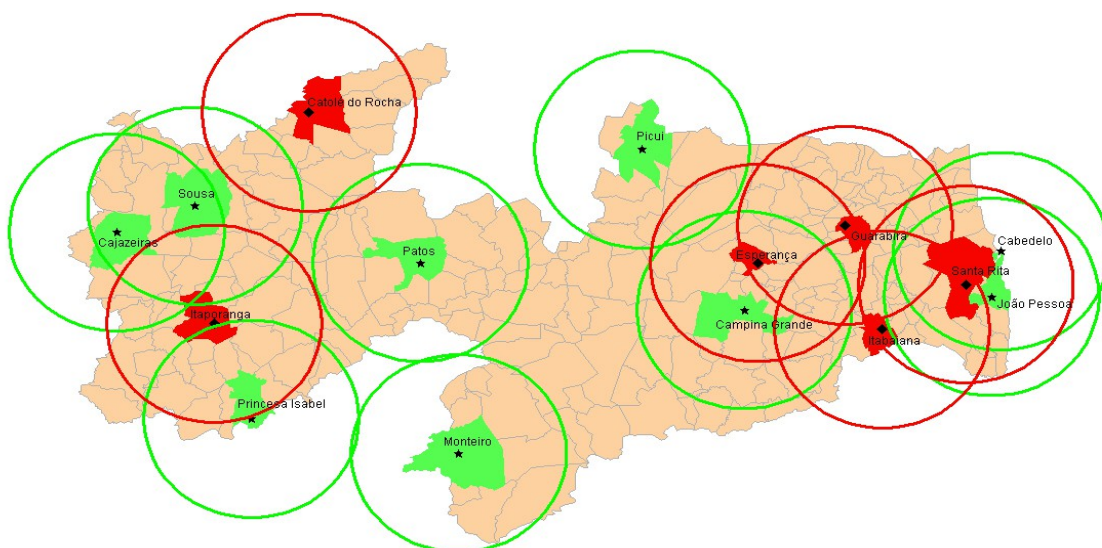 Catolé do Rocha
Picuí
Sousa
Cajazeiras
Patos
Guarabira
Cabedelo
Esperança
Santa Rita
João Pessoa
Itaporanga
Campina Grande
Itabaiana
Princesa Isabel
Monteiro